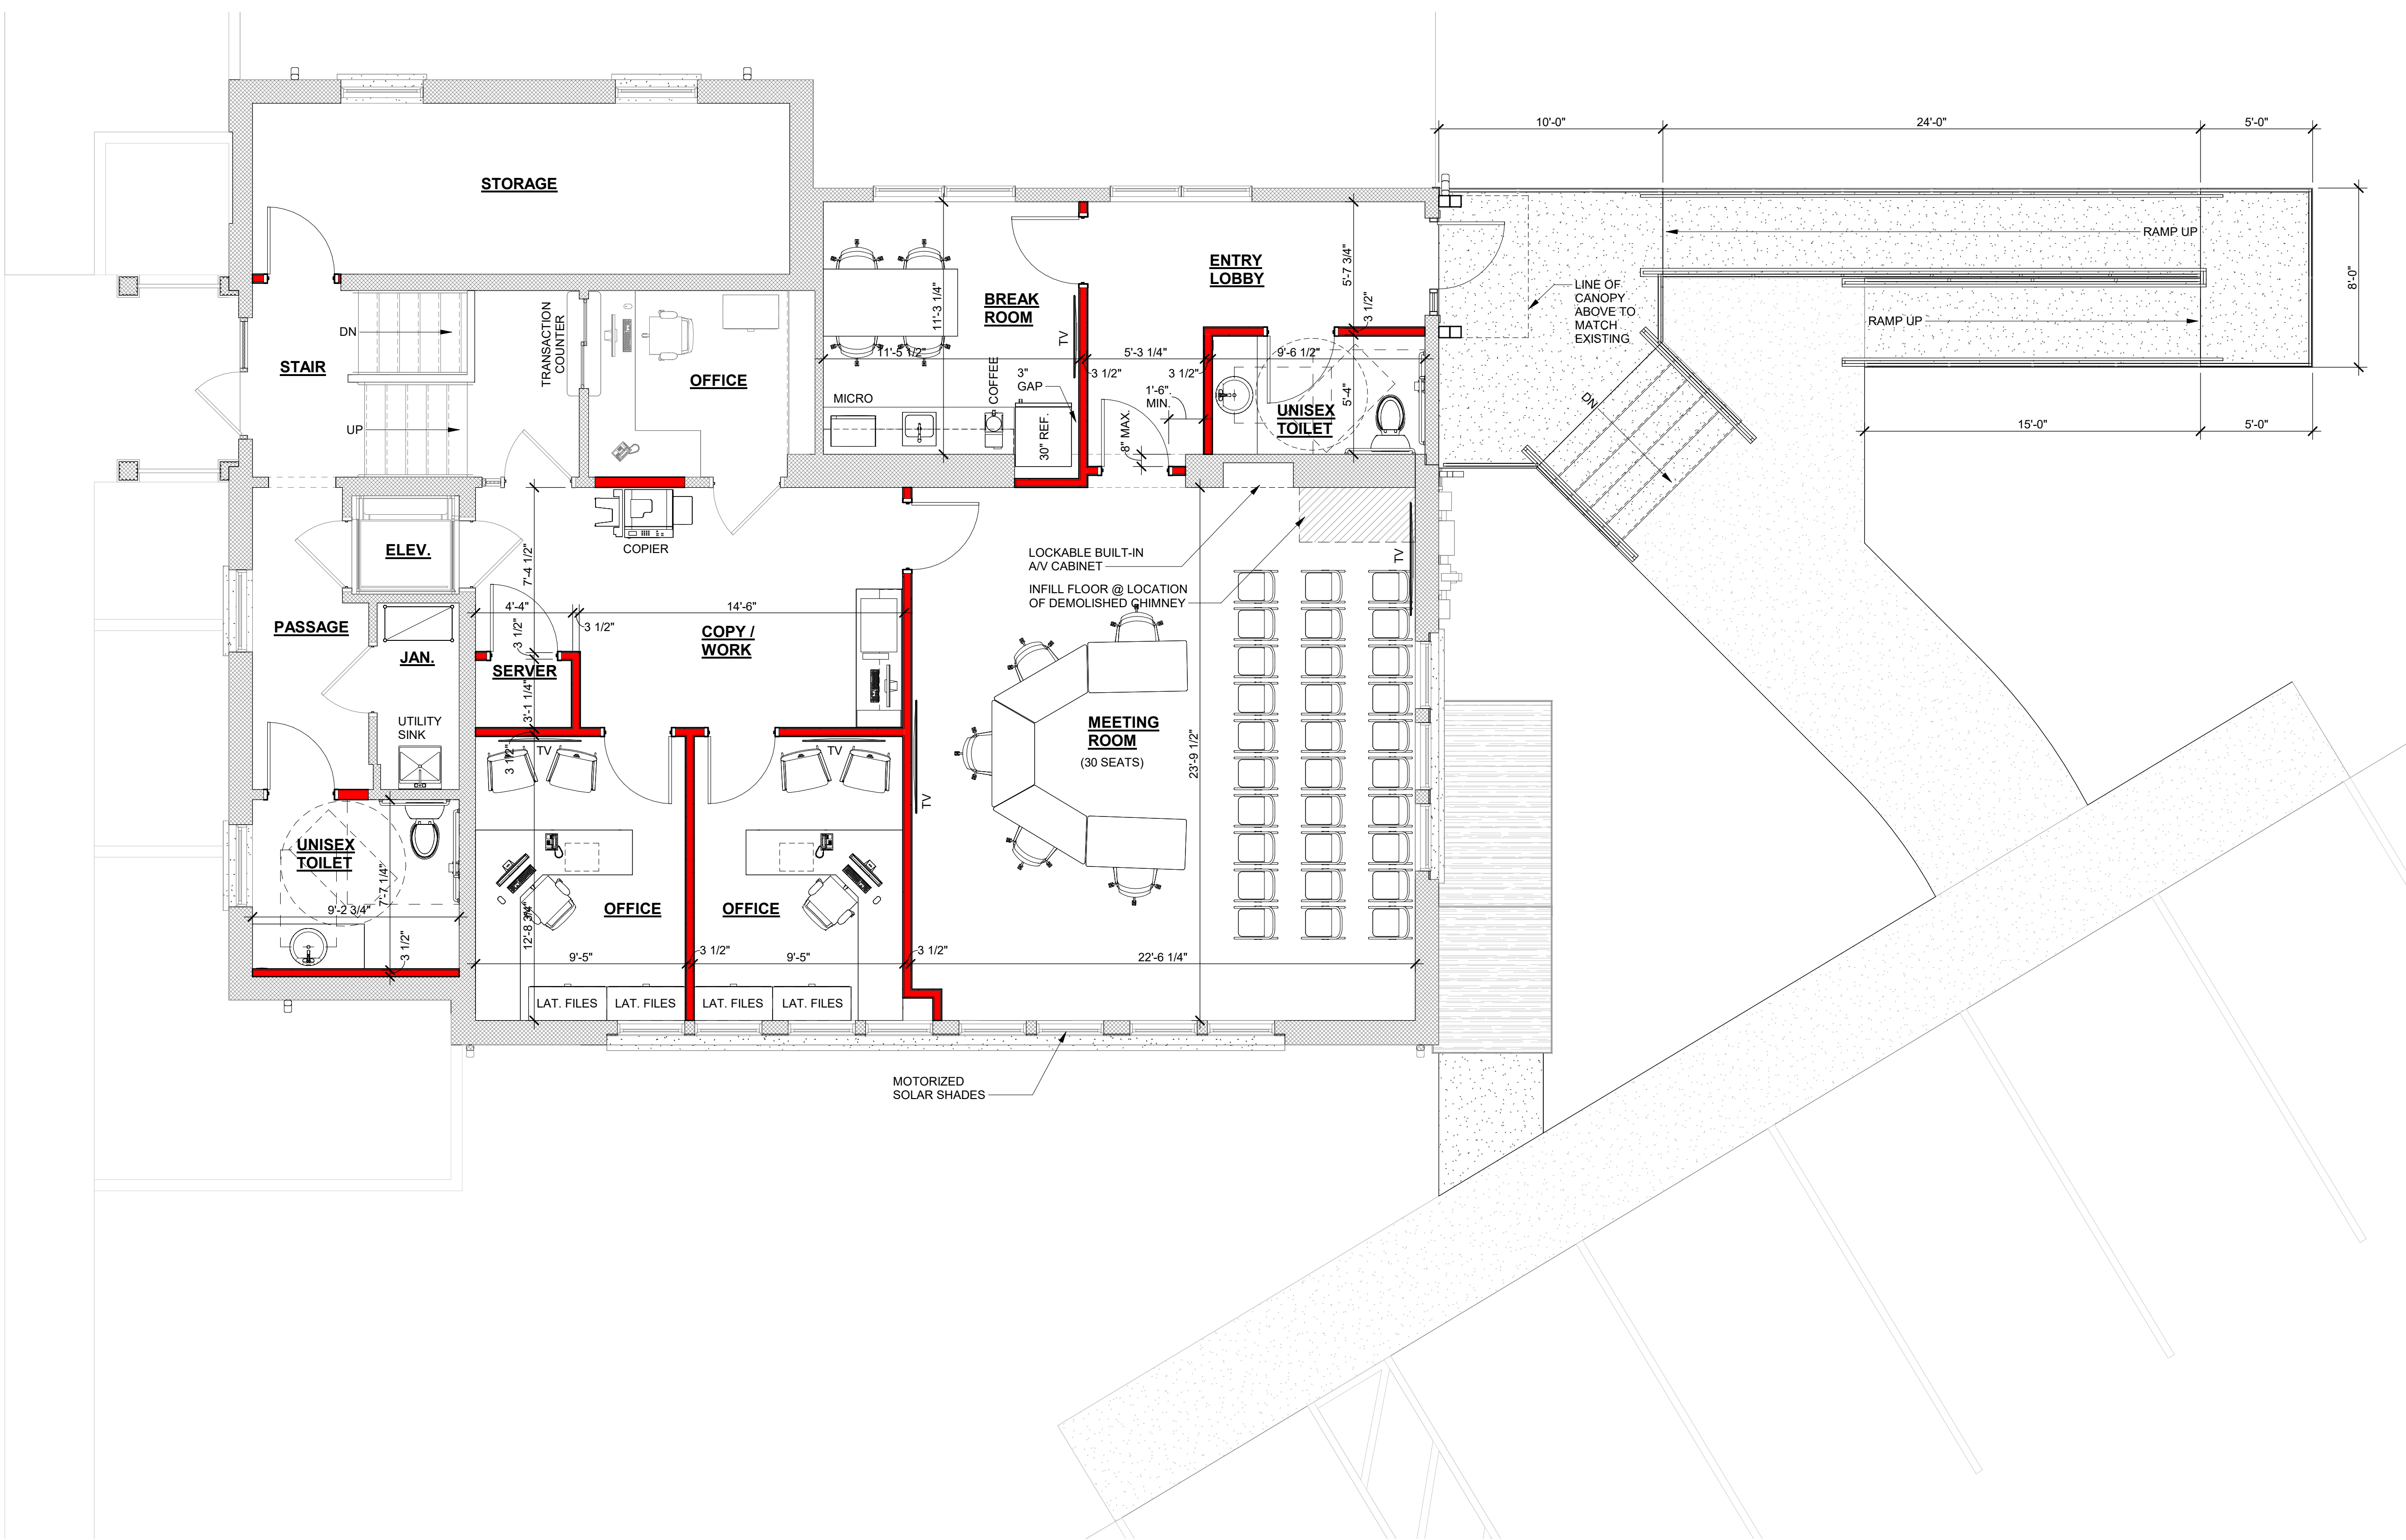 10'-0"
24'-0"
5'-0"
STORAGE
RAMP UP
ENTRY
LOBBY
5'-7 3/4"
8'-0"
LINE OF
CANOPY
ABOVE TO
MATCH
EXISTING
BREAK
ROOM
11'-3 1/4"
TRANSACTION
COUNTER
3 1/2"
RAMP UP
DN
TV
STAIR
OFFICE
11'-5 1/2"
5'-3 1/4"
9'-6 1/2"
3"
GAP
3 1/2"
3 1/2"
COFFEE
MICRO
1'-6"
MIN.
5'-4"
DN
UNISEX
TOILET
UP
30" REF.
8" MAX.
15'-0"
5'-0"
ELEV.
COPIER
LOCKABLE BUILT-IN
A/V CABINET
TV
7'-4 1/2"
INFILL FLOOR @ LOCATION
OF DEMOLISHED CHIMNEY
4'-4"
14'-6"
PASSAGE
3 1/2"
3 1/2"
COPY /
WORK
JAN.
SERVER
3'-1 1/4"
UTILITY
SINK
MEETING
ROOM
(30 SEATS)
23'-9 1/2"
TV
TV
3 1/2"
TV
UNISEX
TOILET
7'-7 1/4"
9'-2 3/4"
OFFICE
OFFICE
12'-8 3/4"
3 1/2"
9'-5"
3 1/2"
9'-5"
3 1/2"
22'-6 1/4"
LAT. FILES
LAT. FILES
LAT. FILES
LAT. FILES
MOTORIZED
SOLAR SHADES